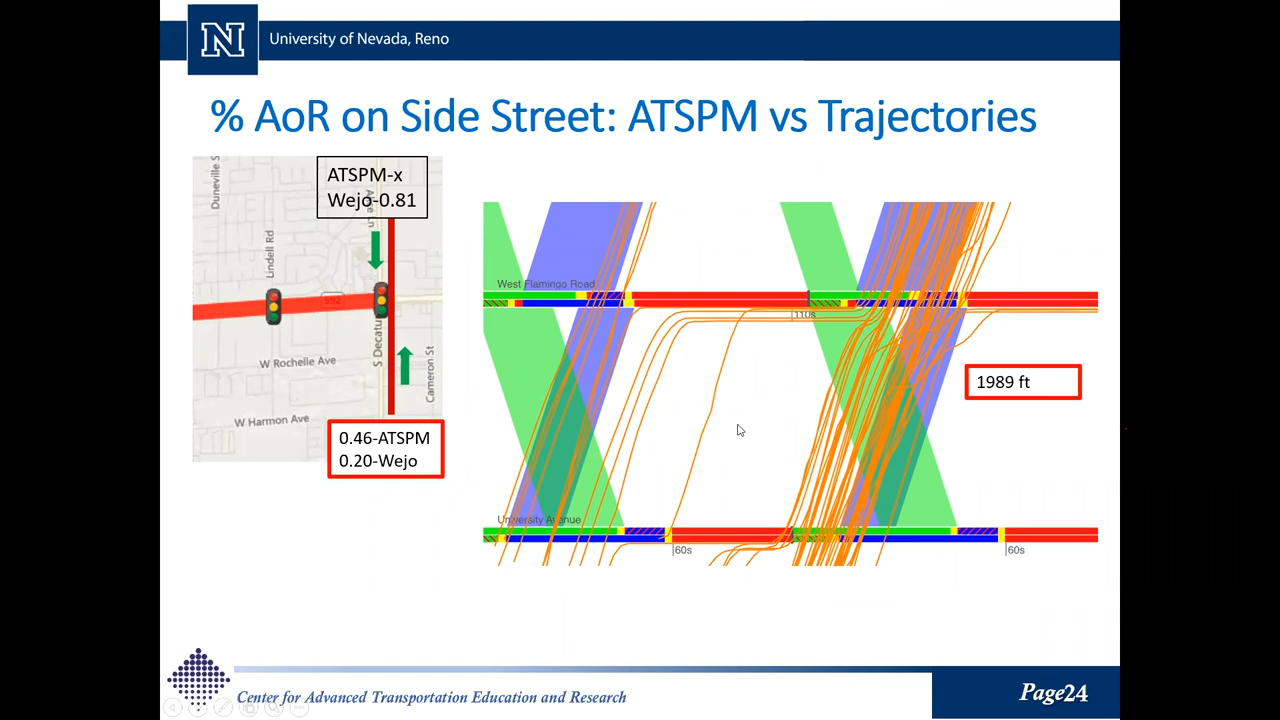 N
University of Nevada, Reno
% AoR on Side Street: ATSPM vs Trajectories
ATSPM-x
Wejo-0.81
Duneville S
Lindell Rd
592
W Rochelle Ave
S Decatu
Cameron St
W Harmon Ave
0.46-ATSPM
0.20-Wejo
West Flamingo Road
110s
1989 ft
University Avenue
60s
60s
Center for Advanced Transportation Education and Research
Page24